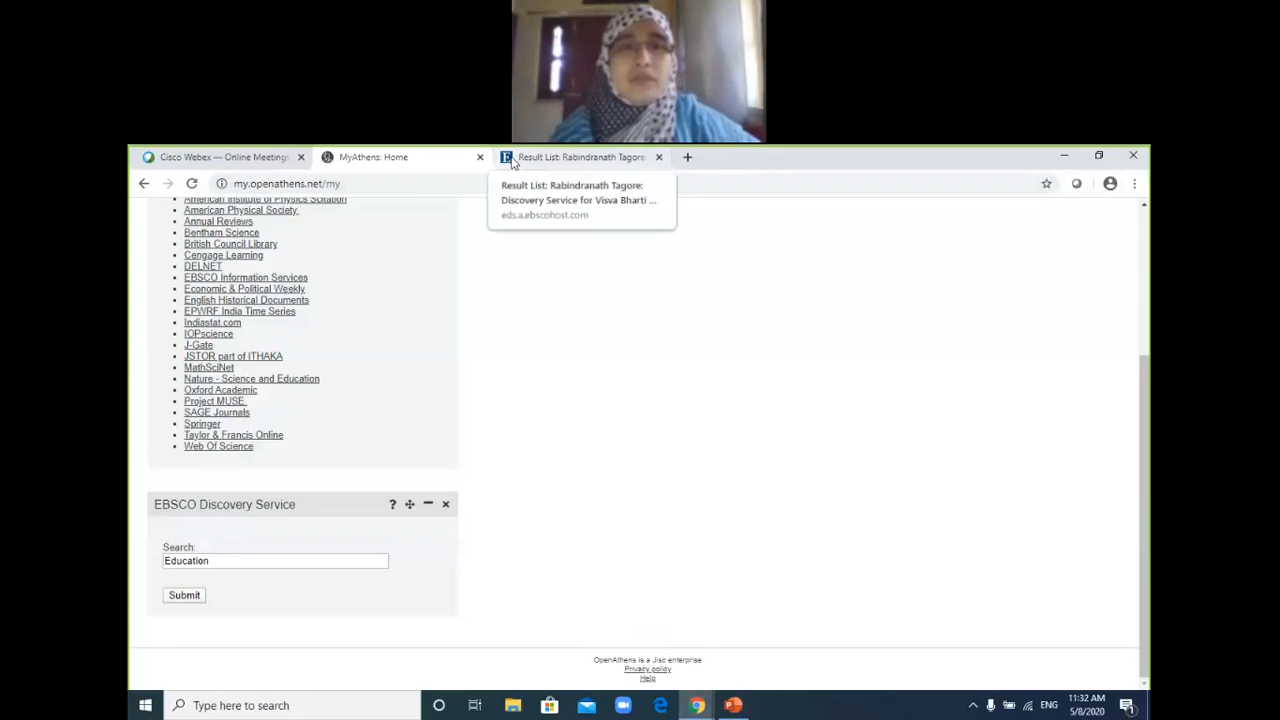 Cisco Webex — Online Meetings
MyAthens: Home
Result List: Rabindranath Tagore
my.openathens.net/my
Result List: Rabindranath Tagore:
Discovery Service for Visva Bharti ...
eds.a.ebscohost.com
American Institute of Physics Scitation
American Physical Society.
Annual Reviews
Bentham Science
British Council Library
Cengage Learning
DELNET
EBSCO Information Services
Economic & Political Weekly
English Historical Documents
EPWRF India Time Series
Indiastat.com
IOPscience
J-Gate
JSTOR part of ITHAKA
MathSciNet
Nature - Science and Education
Oxford Academic
Project MUSE
SAGE Journals
Springer
Taylor & Francis Online
Web Of Science
EBSCO Discovery Service
Search:
Education
Submit
OpenAthens is a Jisc enterprise
Privacy policy
Help
Type here to search
ENG
11:32 AM
5/8/2020